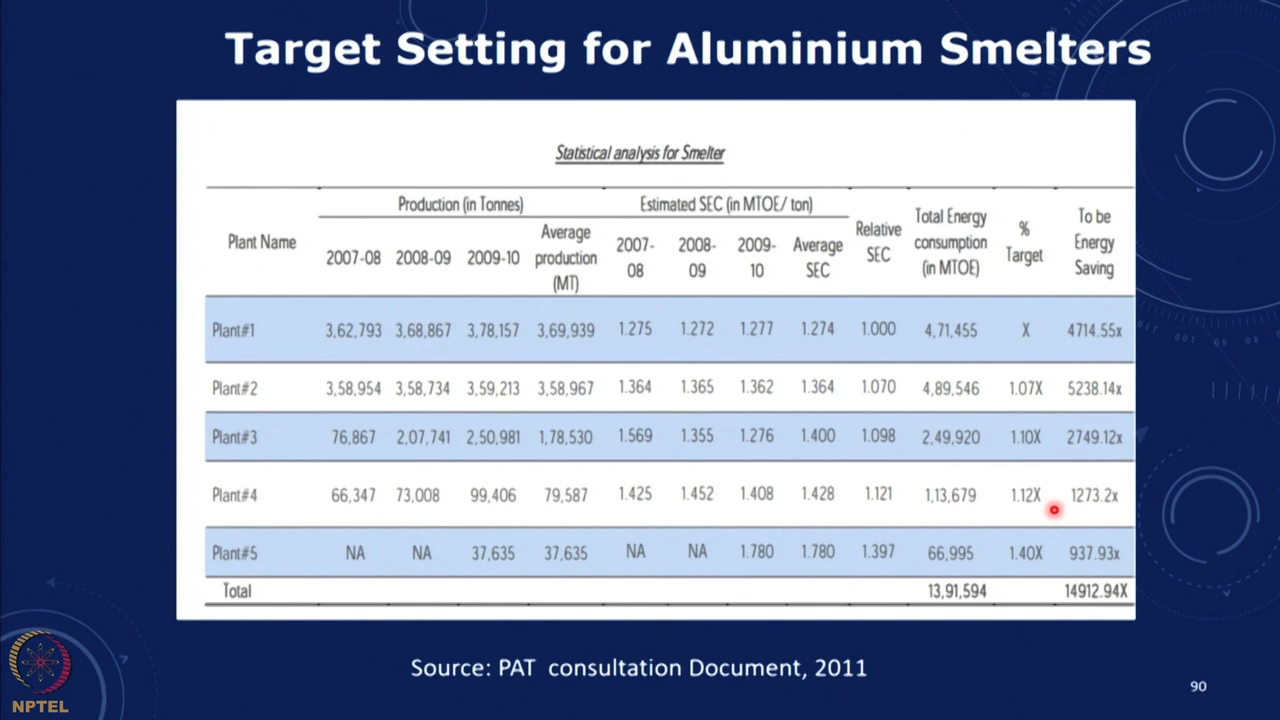 Target Setting for Aluminium Smelters
Statistical analysis for Smelter
Plant Name Production (in Tonnes) Estimated SEC (in MTOE/ ton) Relative SEC Total Energy consumption (in MTOE) % Target To be Energy Saving
2007-08 2008-09 2009-10 Average production (MT) 2007-08 2008-09 2009-10 Average SEC
Plant#1 3,62,793 3,68,867 3,78,157 3,69,939 1.275 1.272 1.277 1.274 1.000 4,71,455 X 4714.55x
Plant#2 3,58,954 3,58,734 3,59,213 3,58,967 1.364 1.365 1.362 1.364 1.070 4,89,546 1.07X 5238.14x
Plant#3 76,867 2,07,741 2,50,981 1,78,530 1.569 1.355 1.276 1.400 1.098 2,49,920 1.10X 2749.12x
Plant#4 66,347 73,008 99,406 79,587 1.425 1.452 1.408 1.428 1.121 1,13,679 1.12X 1273.2x
Plant#5 NA NA 37,635 37,635 NA NA 1.780 1.780 1.397 66,995 1.40X 937.93x
Total 13,91,594 14912.94X
Source: PAT consultation Document, 2011
90
NPTEL